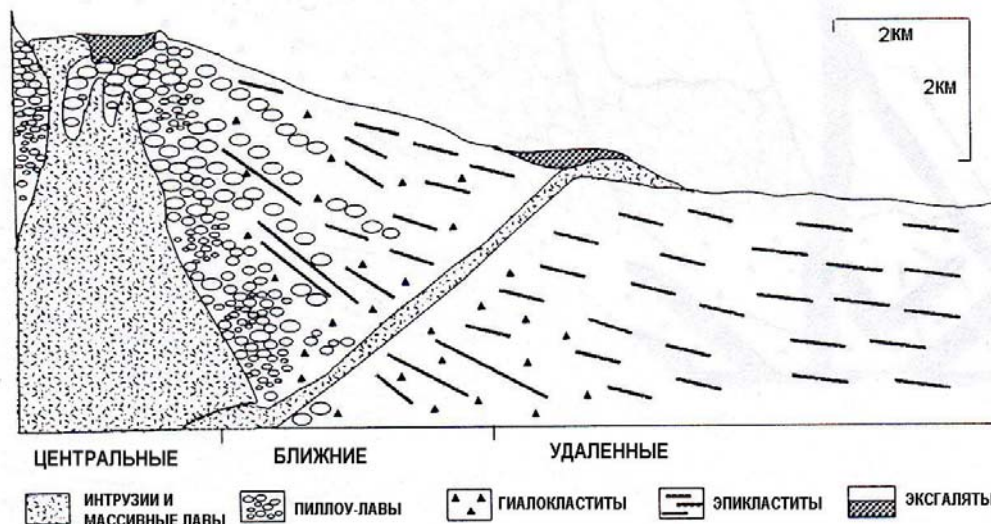 2КМ
2КМ
ЦЕНТРАЛЬНЫЕ
БЛИЖНИЕ
УДАЛЕННЫЕ
ИНТРУЗИИ И
МАССИВНЫЕ ЛАВЫ
ПИЛЛОУ-ЛАВЫ
ГИАЛОКЛАСТИТЫ
ЭПИКЛАСТИТЫ
ЭКСГАЛЯТЫ